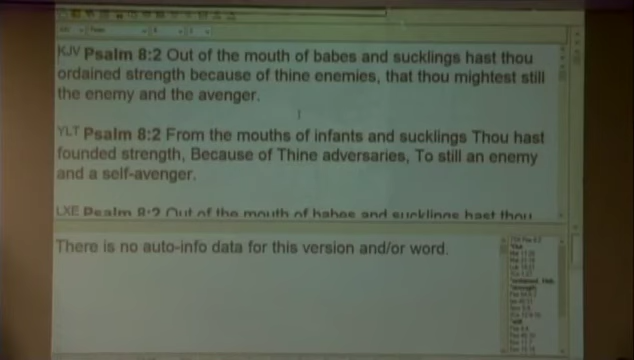 KJV Psalm 8:2 Out of the mouth of babes and sucklings hast thou
ordained strength because of thine enemies, that thou mightest still
the enemy and the avenger.
YLT Psalm 8:2 From the mouths of infants and sucklings Thou hast
founded strength, Because of Thine adversaries, To still an enemy
and a self-avenger.
LXE Psalm 8:2 Out of the mouth of babes and sucklings hast thou
There is no auto-info data for this version and/or word.